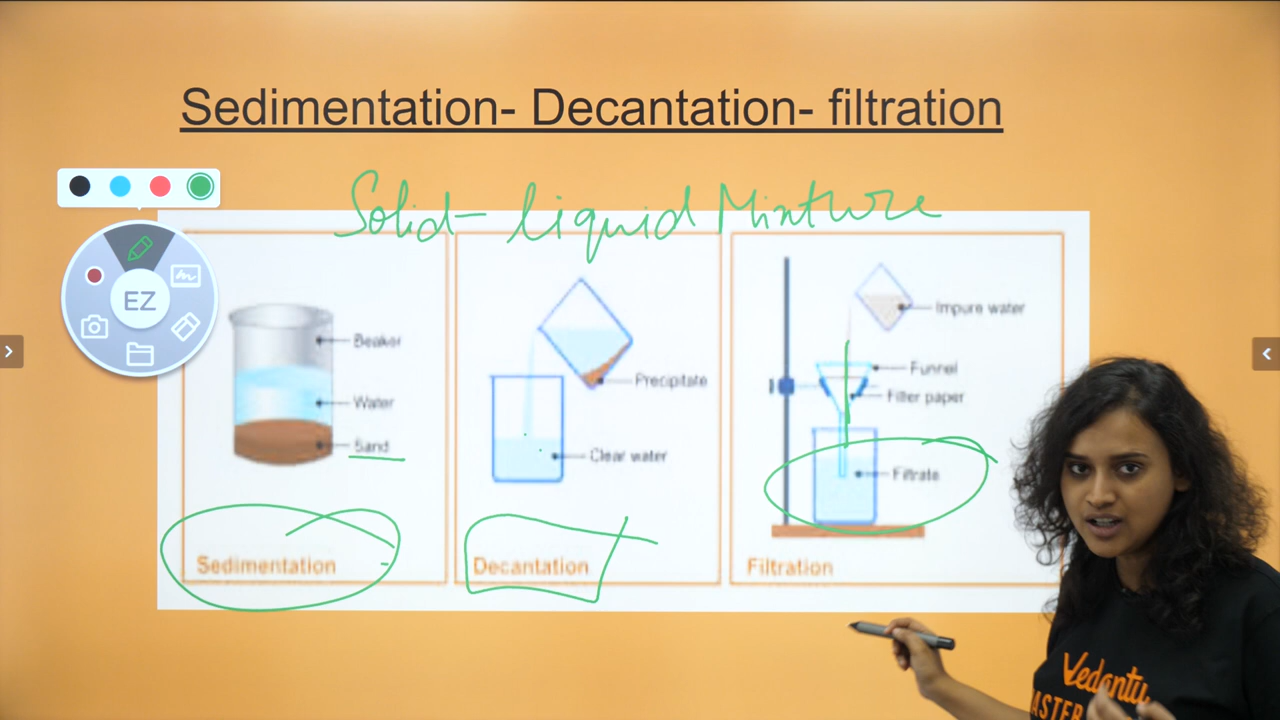 Sedimentation- Decantation- filtration
Solid- liquid Mixture
EZ
Beaker
Water
Sand
Sedimentation
Precipitate
Clear water
Decantation
Impure water
Funnel
Filter paper
Filtrate
Filtration
Vedantu